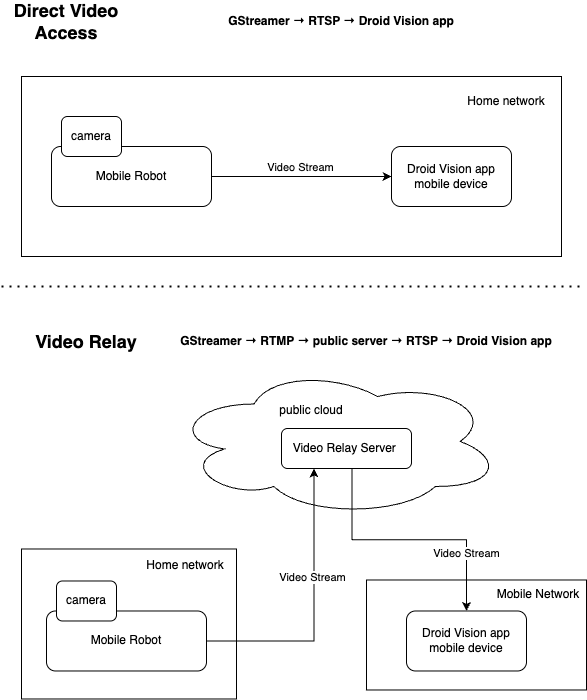 Direct Video
Access
GStreamer → RTSP → Droid Vision app
Home network
camera
Mobile Robot
Video Stream
Droid Vision app
mobile device
Video Relay
GStreamer → RTMP → public server → RTSP → Droid Vision app
public cloud
Video Relay Server
Home network
camera
Mobile Robot
Video Stream
Video Stream
Mobile Network
Droid Vision app
mobile device